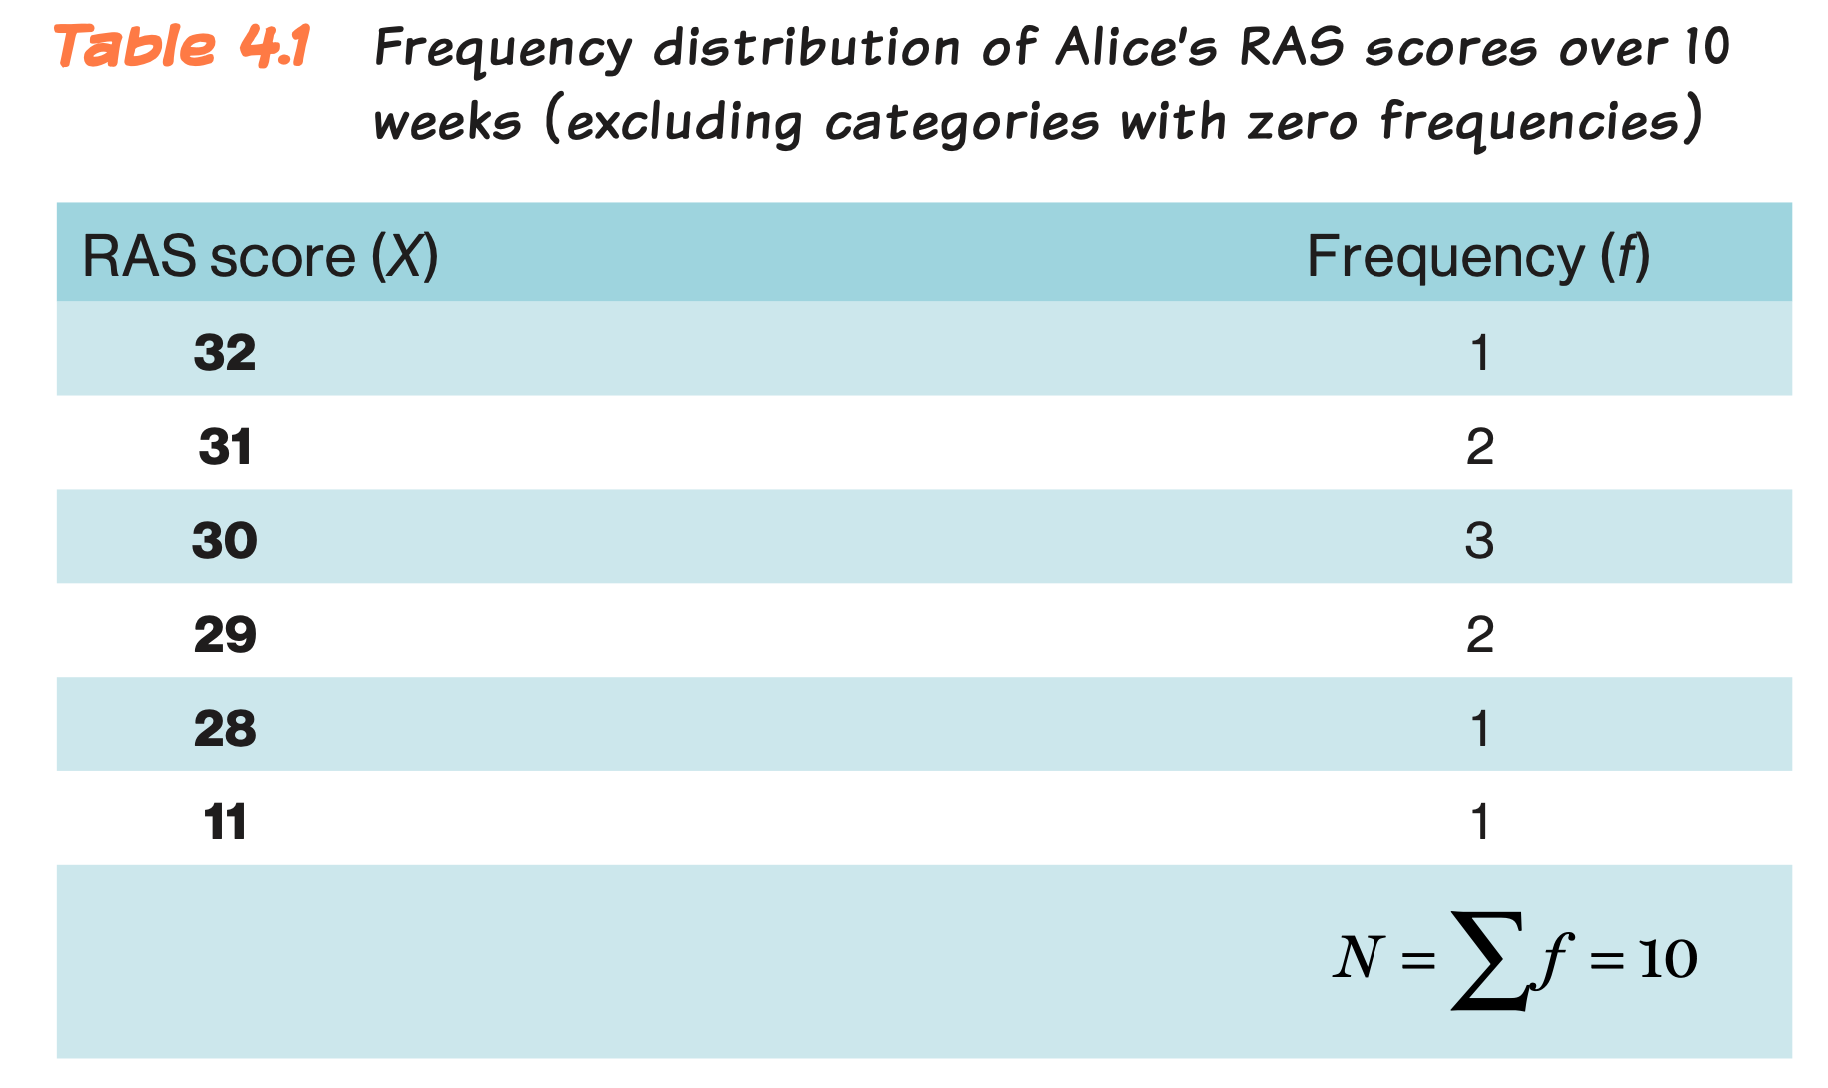 Table 4.1 Frequency distribution of Alice's RAS scores over 10
weeks (excluding categories with zero frequencies)
RAS score (X) Frequency (f)
32 1
31 2
30 3
29 2
28 1
11 1
N = ∑ f = 10